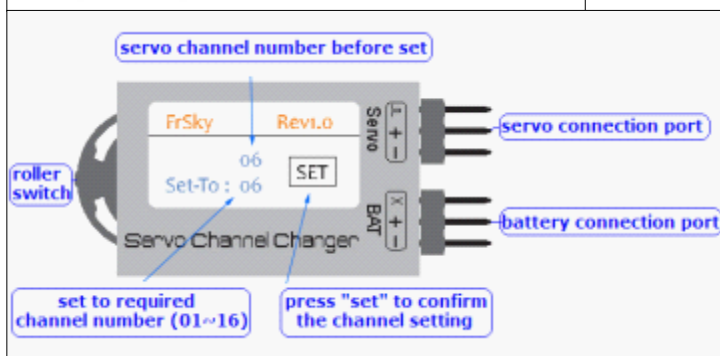 servo channel number before set
FrSky Rev1.0
Servo
servo connection port
roller
switch
06
Set-To : 06
SET
BAT
battery connection port
Servo Channel Changer
set to required
channel number (01~16)
press "set" to confirm
the channel setting